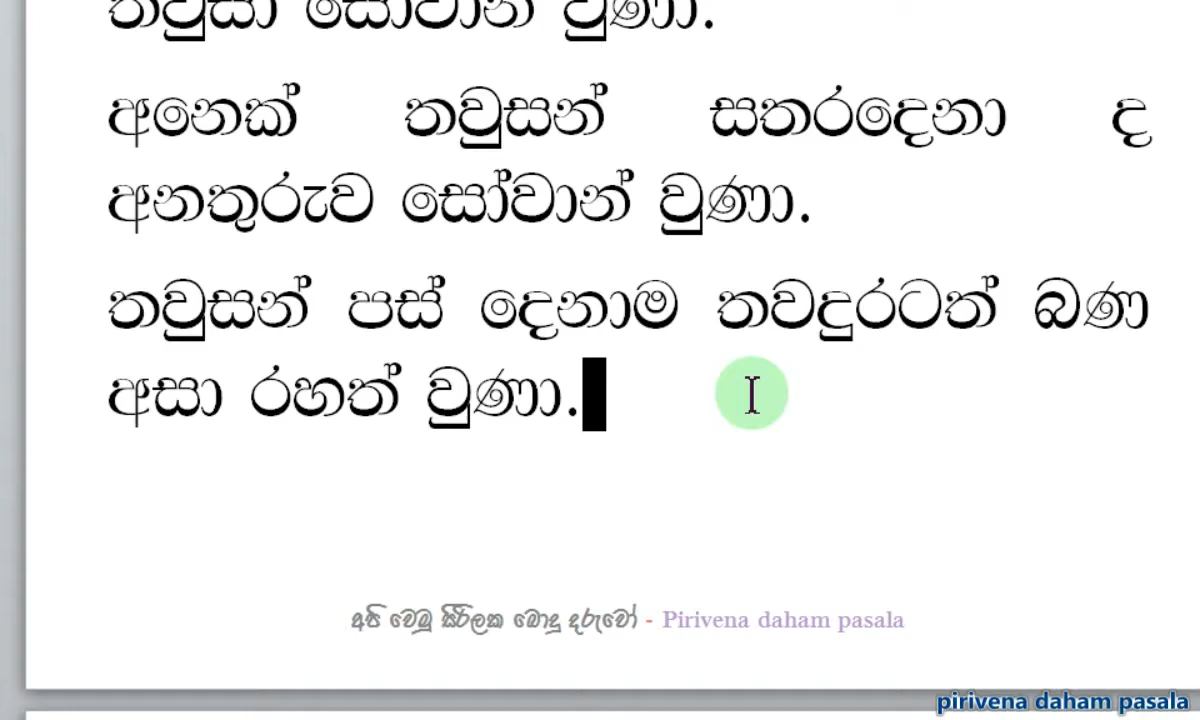 තවුසා සෝවාන් වුණා.
අනෙක් තවුසන් සතරදෙනා ද
අනතුරුව සෝවාන් වුණා.
තවුසන් පස් දෙනාම තවදුරටත් බණ
අසා රහත් වුණා.
අපි වෙමු සිරිලක බොදු දරුවෝ - Pirivena daham pasala
pirivena daham pasala